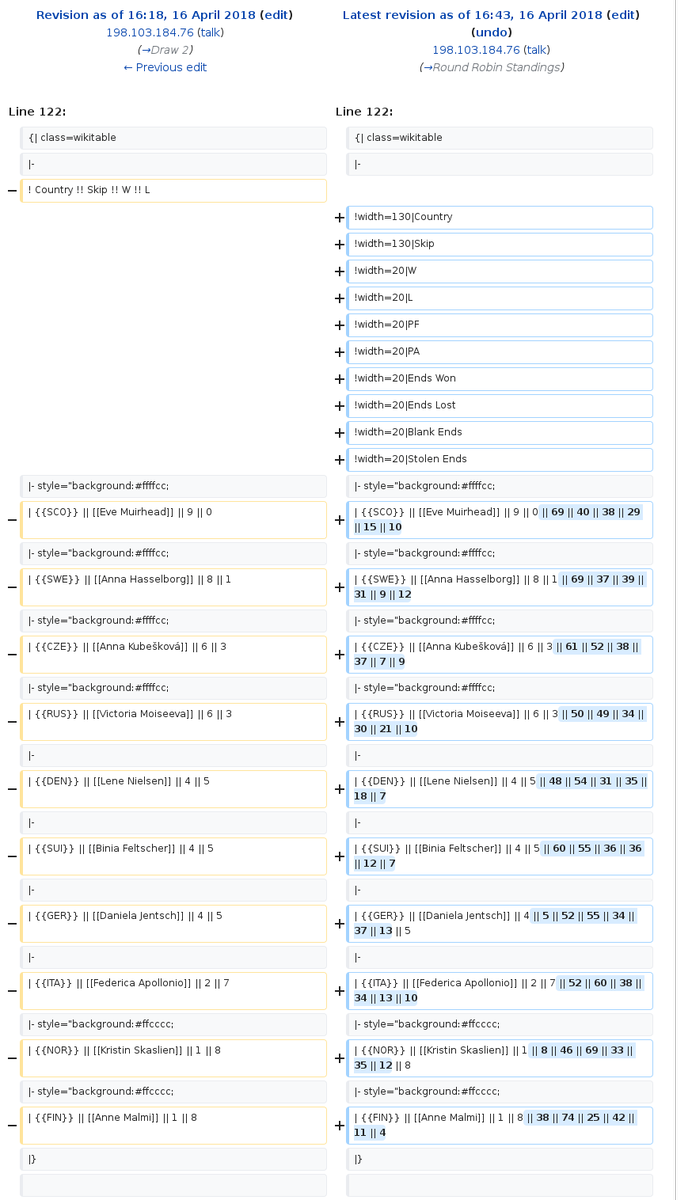 Revision as of 16:18, 16 April 2018 (edit)
198.103.184.76 (talk)
(→Draw 2)
← Previous edit
Latest revision as of 16:43, 16 April 2018 (edit)
(undo)
198.103.184.76 (talk)
(→Round Robin Standings)
Line 122:
Line 122:
{| class=wikitable
{| class=wikitable
|-
|-
− ! Country !! Skip !! W !! L
+ !width=130|Country
+ !width=130|Skip
+ !width=20|W
+ !width=20|L
+ !width=20|PF
+ !width=20|PA
+ !width=20|Ends Won
+ !width=20|Ends Lost
+ !width=20|Blank Ends
+ !width=20|Stolen Ends
|- style="background:#ffffcc;
|- style="background:#ffffcc;
− | {{SCO}} || [[Eve Muirhead]] || 9 || 0
+ | {{SCO}} || [[Eve Muirhead]] || 9 || 0 || 69 || 40 || 38 || 29
|| 15 || 10
|- style="background:#ffffcc;
|- style="background:#ffffcc;
− | {{SWE}} || [[Anna Hasselborg]] || 8 || 1
+ | {{SWE}} || [[Anna Hasselborg]] || 8 || 1 || 69 || 37 || 39 ||
31 || 9 || 12
|- style="background:#ffffcc;
|- style="background:#ffffcc;
− | {{CZE}} || [[Anna Kubešková]] || 6 || 3
+ | {{CZE}} || [[Anna Kubešková]] || 6 || 3 || 61 || 52 || 38 ||
37 || 7 || 9
|- style="background:#ffffcc;
|- style="background:#ffffcc;
− | {{RUS}} || [[Victoria Moiseeva]] || 6 || 3
+ | {{RUS}} || [[Victoria Moiseeva]] || 6 || 3 || 50 || 49 || 34 ||
30 || 21 || 10
|-
|-
− | {{DEN}} || [[Lene Nielsen]] || 4 || 5
+ | {{DEN}} || [[Lene Nielsen]] || 4 || 5 || 48 || 54 || 31 || 35 ||
18 || 7
|-
|-
− | {{SUI}} || [[Binia Feltscher]] || 4 || 5
+ | {{SUI}} || [[Binia Feltscher]] || 4 || 5 || 60 || 55 || 36 || 36
|| 12 || 7
|-
|-
− | {{GER}} || [[Daniela Jentsch]] || 4 || 5
+ | {{GER}} || [[Daniela Jentsch]] || 4 || 5 || 52 || 55 || 34 ||
37 || 13 || 5
|-
|-
− | {{ITA}} || [[Federica Apollonio]] || 2 || 7
+ | {{ITA}} || [[Federica Apollonio]] || 2 || 7 || 52 || 60 || 38 ||
34 || 13 || 10
|- style="background:#ffcccc;
|- style="background:#ffcccc;
− | {{NOR}} || [[Kristin Skaslien]] || 1 || 8
+ | {{NOR}} || [[Kristin Skaslien]] || 1 || 8 || 46 || 69 || 33 ||
35 || 12 || 8
|- style="background:#ffcccc;
|- style="background:#ffcccc;
− | {{FIN}} || [[Anne Malmi]] || 1 || 8
+ | {{FIN}} || [[Anne Malmi]] || 1 || 8 || 38 || 74 || 25 || 42 ||
11 || 4
|}
|}